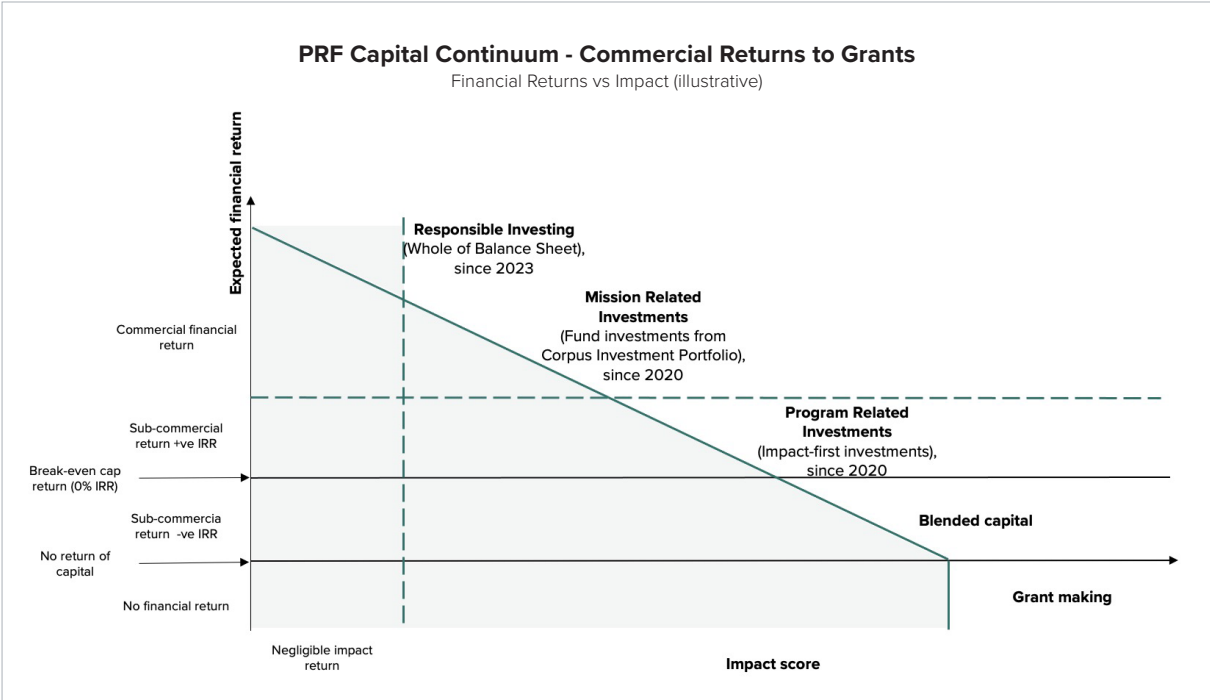 PRF Capital Continuum - Commercial Returns to Grants
Financial Returns vs Impact (illustrative)
Expected financial return
Responsible Investing
(Whole of Balance Sheet),
since 2023
Mission Related
Investments
(Fund investments from
Corpus Investment Portfolio),
since 2020
Commercial financial
return
Program Related
Investments
(Impact-first investments),
since 2020
Sub-commercial
return +ve IRR
Break-even cap
return (0% IRR)
Sub-commercia
return -ve IRR
Blended capital
No return of
capital
No financial return
Grant making
Negligible impact
return
Impact score